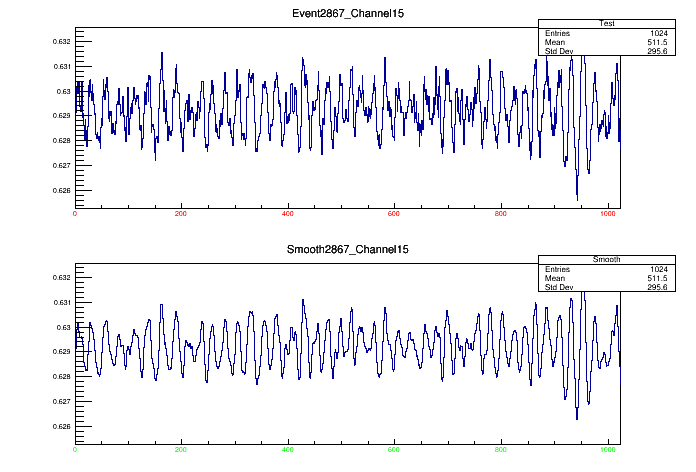 Event2867_Channel15
Test
Entries 1024
Mean 511.5
Std Dev 295.6
0.632
0.631
0.63
0.629
0.628
0.627
0.626
0 200 400 600 800 1000
Smooth2867_Channel15
Smooth
Entries 1024
Mean 511.5
Std Dev 295.6
0.632
0.631
0.63
0.629
0.628
0.627
0.626
0 200 400 600 800 1000